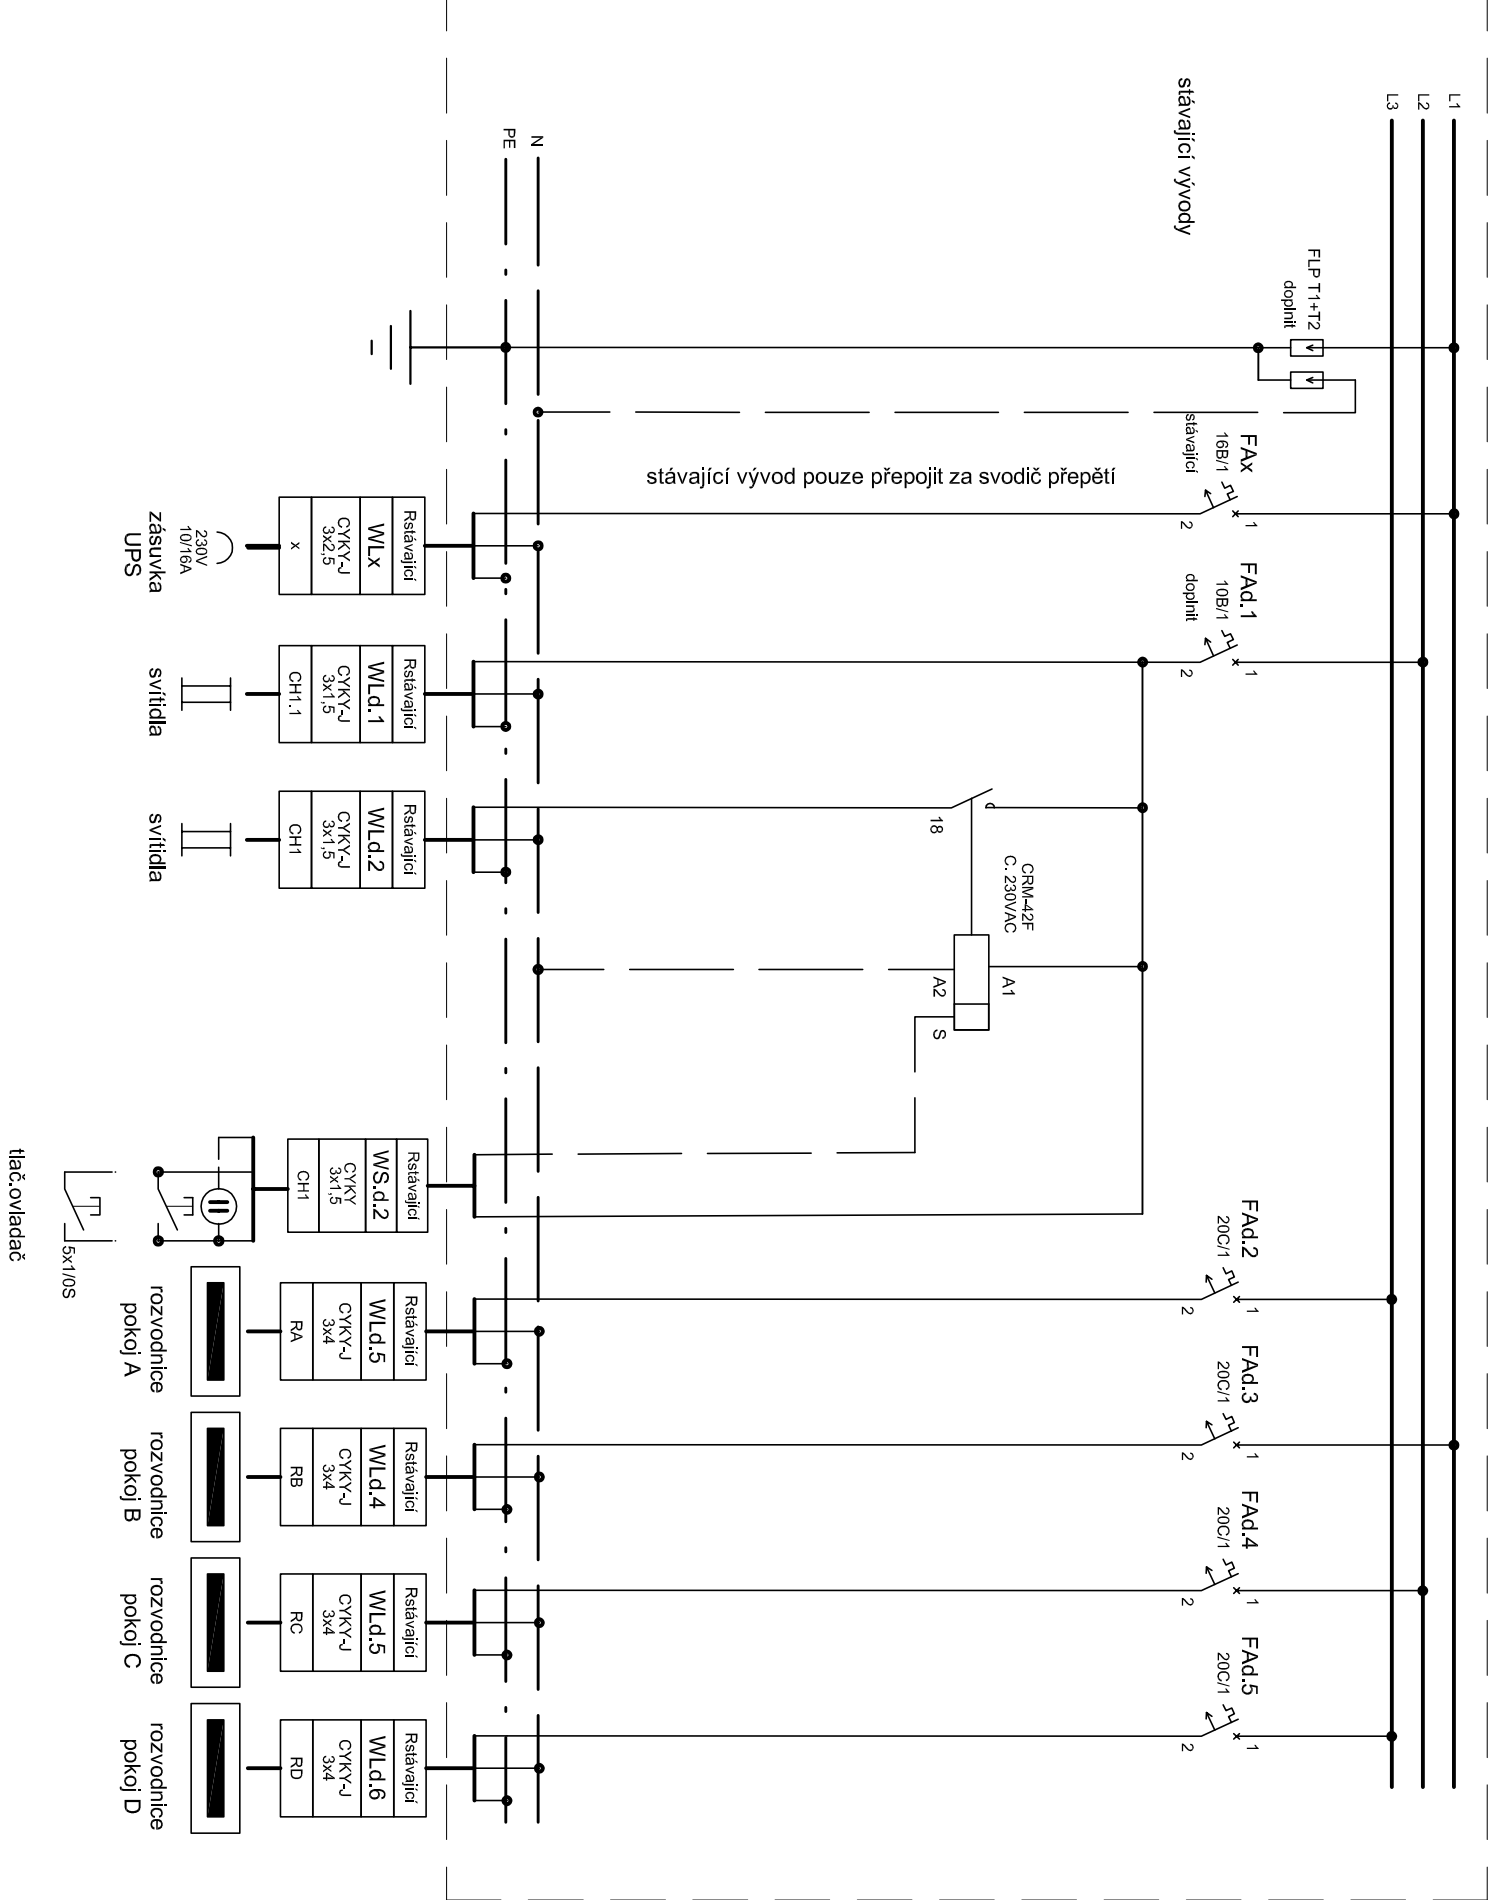 L1
L2
L3
stávající vývody
N
PE
FLP T1+T2
doplnit
FAx
16B/1
stávající
1
2
stávající vývod pouze přepojit za svodič přepětí
Rstávající
WLx
CYKY-J
3x2,5
x
230V
10/16A
zásuvka
UPS
FAd.1
10B/1
doplnit
1
2
Rstávající
WLd.1
CYKY-J
3x1,5
CH1.1
svítidla
18
Rstávající
WLd.2
CYKY-J
3x1,5
CH1
svítidla
CRM-42F
C. 230VAC
A1
A2
S
Rstávající
WS.d.2
CYKY
3x1,5
CH1
5x1/0S
tlač.ovladač
FAd.2
20C/1
1
2
Rstávající
WLd.5
CYKY-J
3x4
RA
rozvodnice
pokoj A
FAd.3
20C/1
1
2
Rstávající
WLd.4
CYKY-J
3x4
RB
rozvodnice
pokoj B
FAd.4
20C/1
1
2
Rstávající
WLd.5
CYKY-J
3x4
RC
rozvodnice
pokoj C
FAd.5
20C/1
1
2
Rstávající
WLd.6
CYKY-J
3x4
RD
rozvodnice
pokoj D